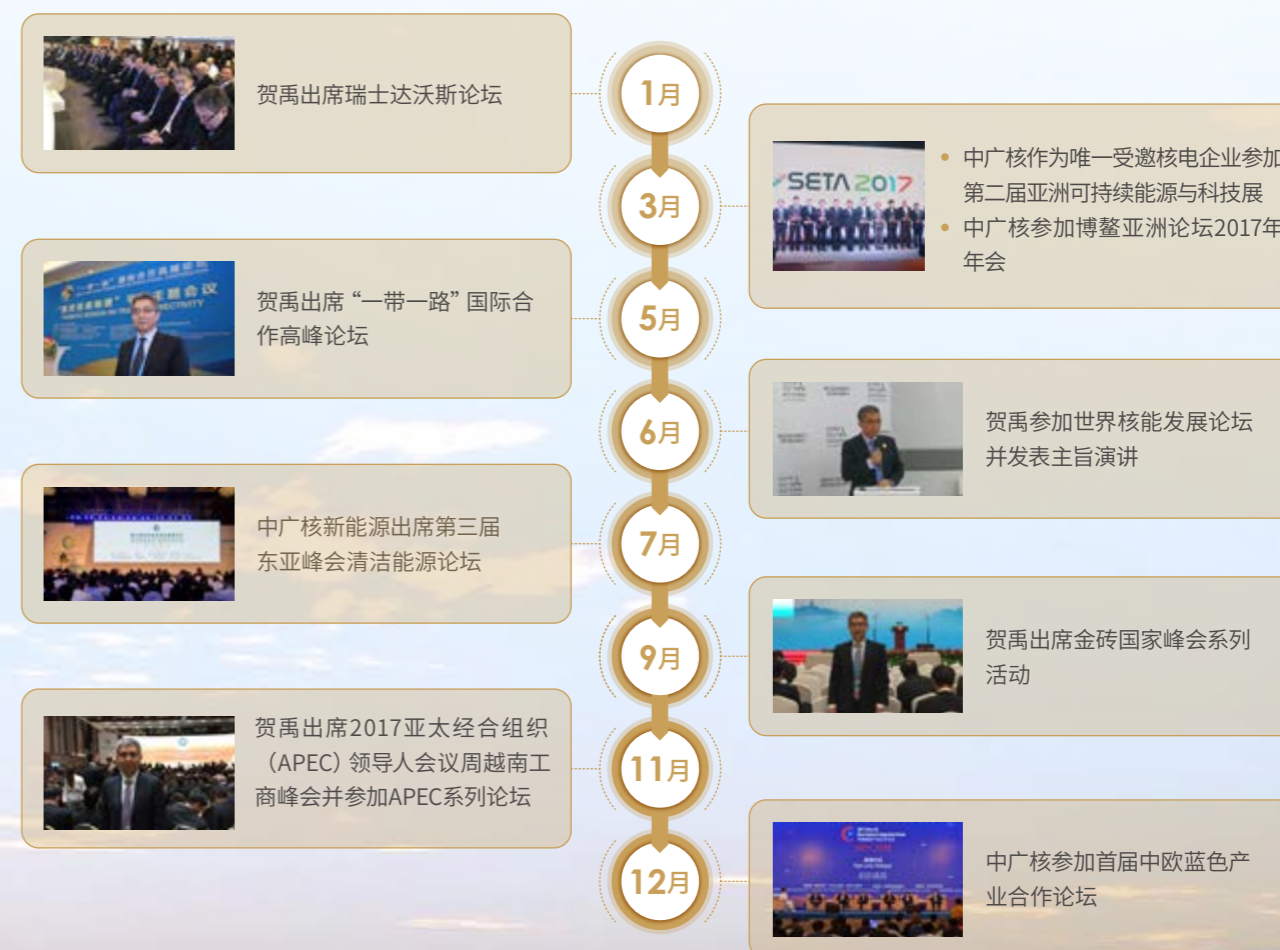 贺禹出席瑞士达沃斯论坛
1月
SETA 2017
中广核作为唯一受邀核电企业参加
第二届亚洲可持续能源与科技展
中广核参加博鳌亚洲论坛2017年
年会
3月
贺禹出席“一带一路”国际合
作高峰论坛
5月
贺禹参加世界核能发展论坛
并发表主旨演讲
6月
中广核新能源出席第三届
东亚峰会清洁能源论坛
7月
贺禹出席金砖国家峰会系列
活动
9月
贺禹出席2017亚太经合组织
（APEC）领导人会议周越南工
商峰会并参加APEC系列论坛
11月
中广核参加首届中欧蓝色产
业合作论坛
12月